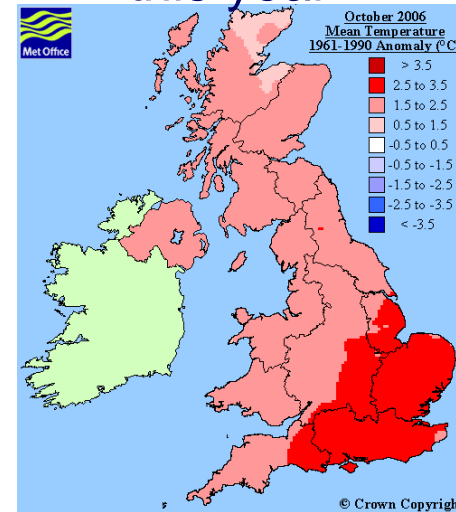 October 2006
Mean Temperature
1961-1990 Anomaly (°C
> 3.5
2.5 to 3.5
1.5 to 2.5
0.5 to 1.5
-0.5 to 0.5
-0.5 to -1.5
-1.5 to -2.5
-2.5 to -3.5
< -3.5
Met Office
© Crown Copyrigh